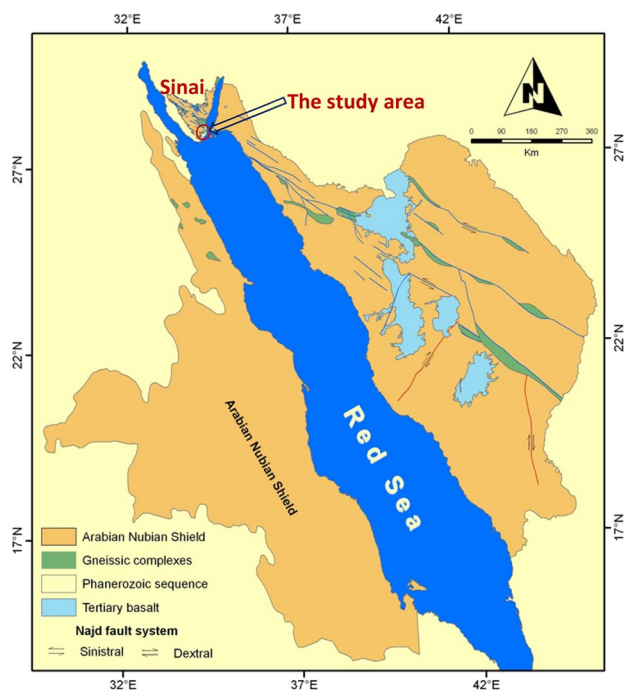 32°E
37°E
42°E
Sinai
The study area
N
0 90 180 270 360
Km
27°N
27°N
22°N
22°N
Arabian Nubian Shield
Red Sea
17°N
17°N
Arabian Nubian Shield
Gneissic complexes
Phanerozoic sequence
Tertiary basalt
Najd fault system
Sinistral
Dextral
32°E
37°E
42°E